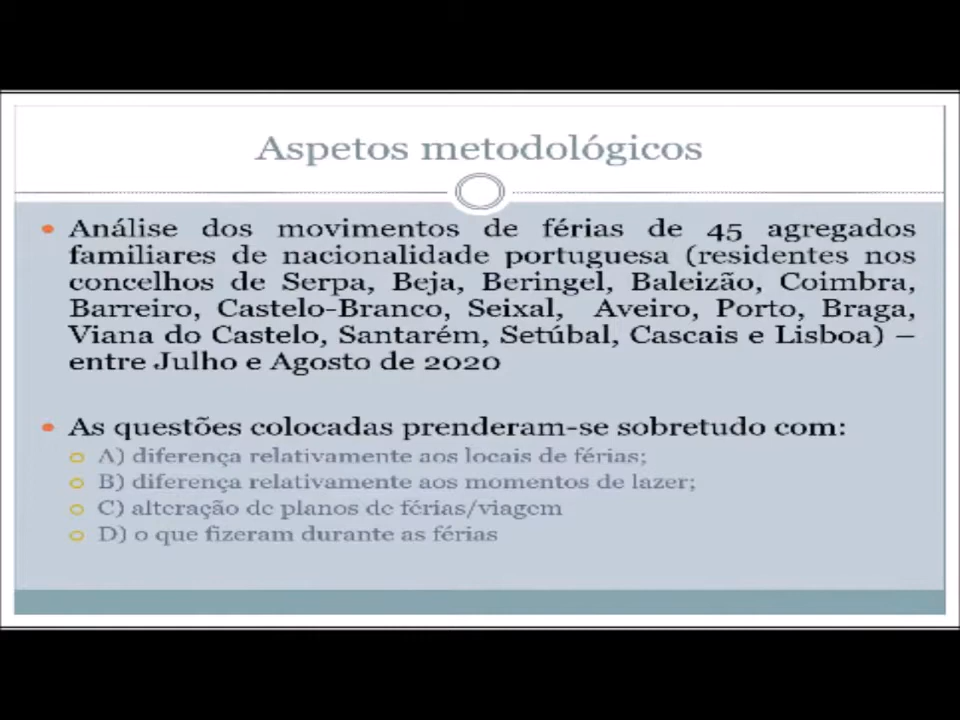 Aspetos metodológicos
• Análise dos movimentos de férias de 45 agregados
familiares de nacionalidade portuguesa (residentes nos
concelhos de Serpa, Beja, Beringel, Baleizão, Coimbra,
Barreiro, Castelo-Branco, Seixal, Aveiro, Porto, Braga,
Viana do Castelo, Santarém, Setúbal, Cascais e Lisboa) –
entre Julho e Agosto de 2020
• As questões colocadas prenderam-se sobretudo com:
A) diferença relativamente aos locais de férias;
B) diferença relativamente aos momentos de lazer;
C) alteração de planos de férias/viagem
D) o que fizeram durante as férias